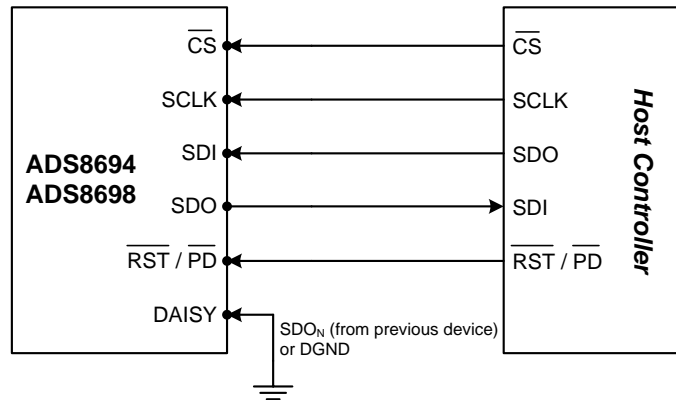 CS
SCLK
SDI
SDO
RST / PD
DAISY
ADS8694
ADS8698
SDON (from previous device)
or DGND
CS
SCLK
SDO
SDI
RST / PD
Host Controller